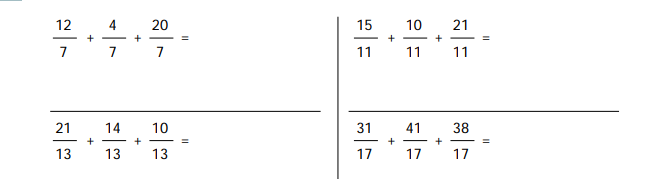 12/7 + 4/7 + 20/7 =
15/11 + 10/11 + 21/11 =
21/13 + 14/13 + 10/13 =
31/17 + 41/17 + 38/17 =